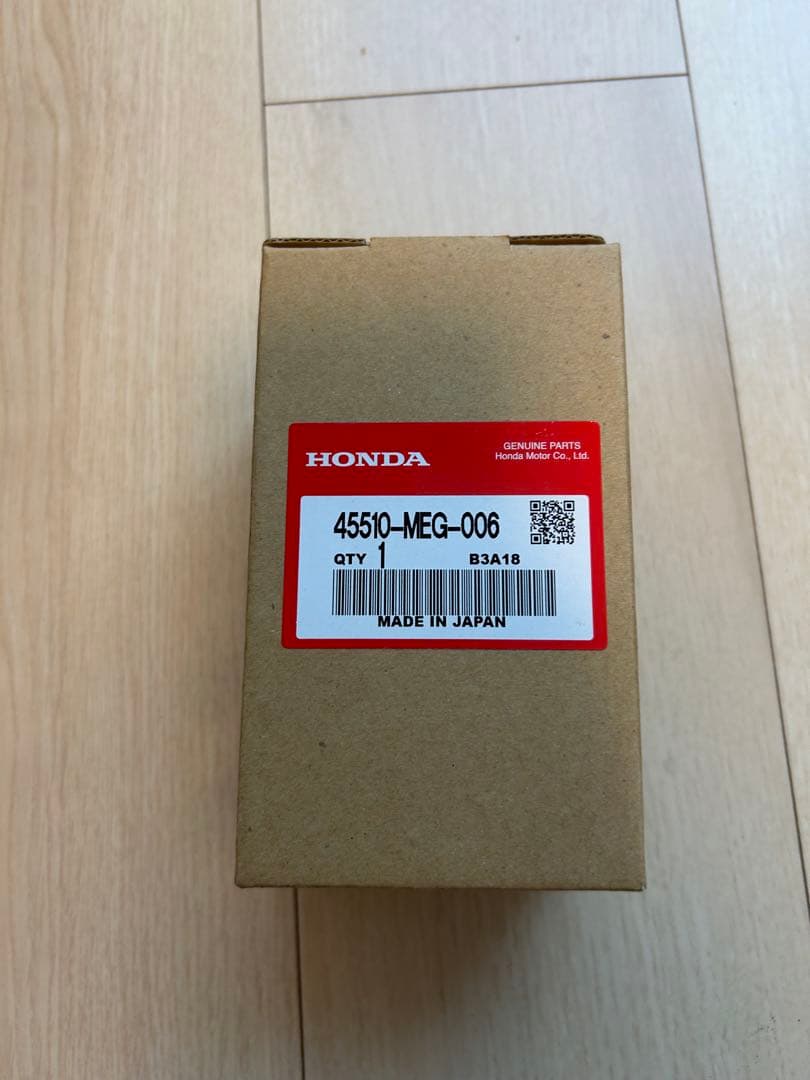 HONDA
GENUINE PARTS
Honda Motor Co., Ltd.
45510-MEG-006
QTY 1 B3A18
MADE IN JAPAN